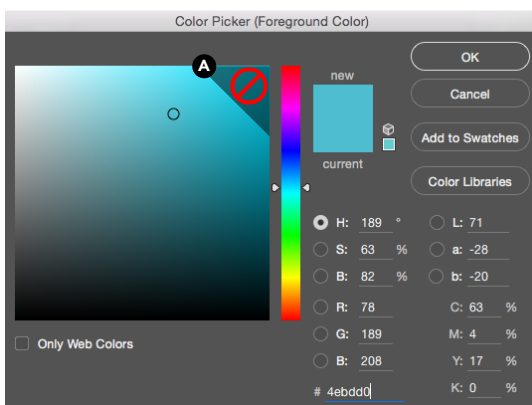 Color Picker (Foreground Color)
A
new
current
OK
Cancel
Add to Swatches
Color Libraries
H: 189 °
S: 63 %
B: 82 %
R: 78
G: 189
B: 208
# 4ebdd0
L: 71
a: -28
b: -20
C: 63 %
M: 4 %
Y: 17 %
K: 0 %
Only Web Colors